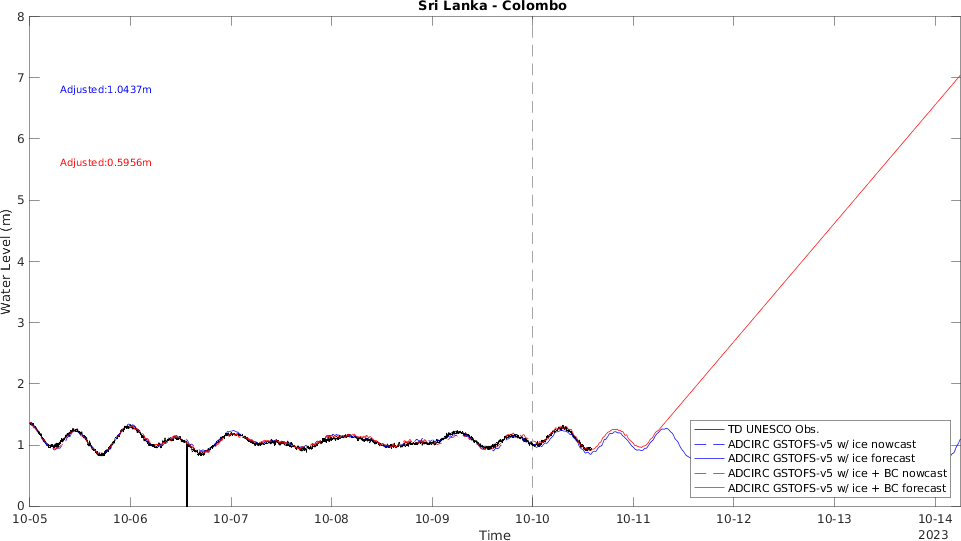 Sri Lanka - Colombo
8
7
6
5
4
3
2
1
0
Water Level (m)
Adjusted:1.0437m
Adjusted:0.5956m
TD UNESCO Obs.
ADCIRC GSTOFS-v5 w/ ice nowcast
ADCIRC GSTOFS-v5 w/ ice forecast
ADCIRC GSTOFS-v5 w/ ice + BC nowcast
ADCIRC GSTOFS-v5 w/ ice + BC forecast
10-05 10-06 10-07 10-08 10-09 10-10 10-11 10-12 10-13 10-14
2023
Time